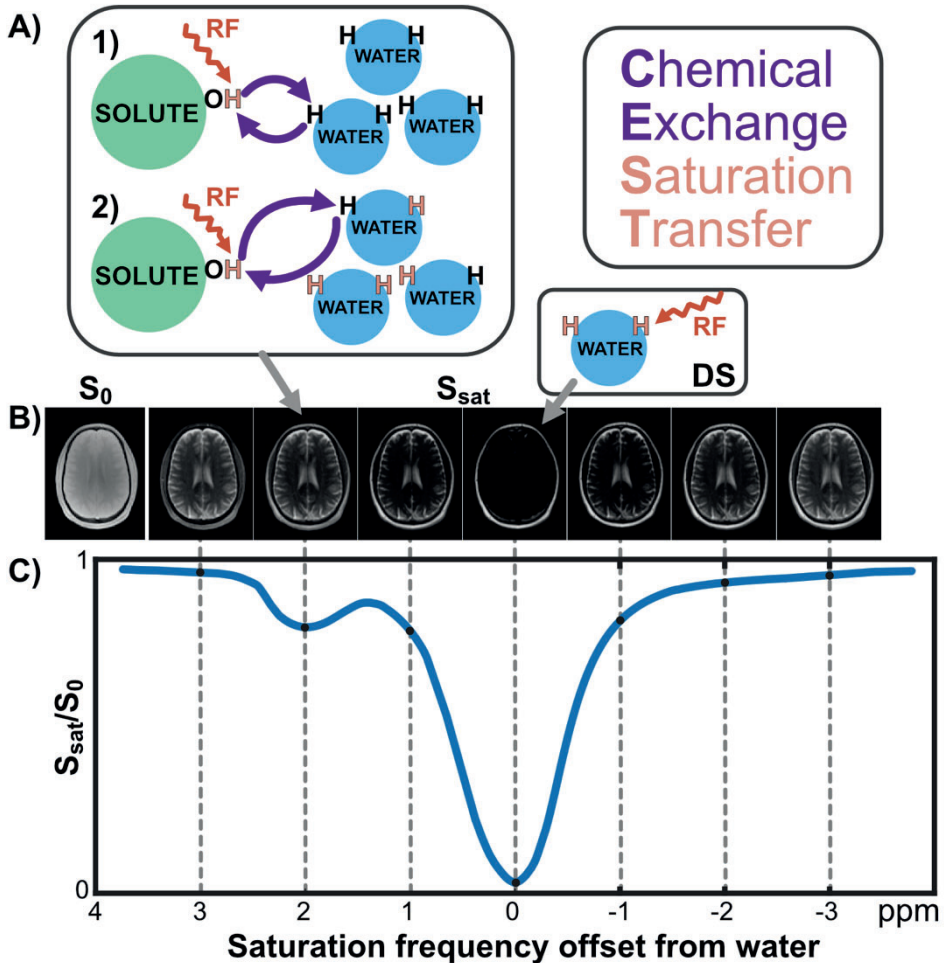 A)
1)
RF
SOLUTE
OH
H H
WATER
H
WATER
H
H H
WATER
2)
RF
SOLUTE
OH
H H
WATER
H H
WATER
H H
WATER
Chemical
Exchange
Saturation
Transfer
H H
WATER
RF
DS
S₀
Sₛₐₜ
B)
C)
1
0
Sₛₐₜ/S₀
4 3 2 1 0 -1 -2 -3 ppm
Saturation frequency offset from water